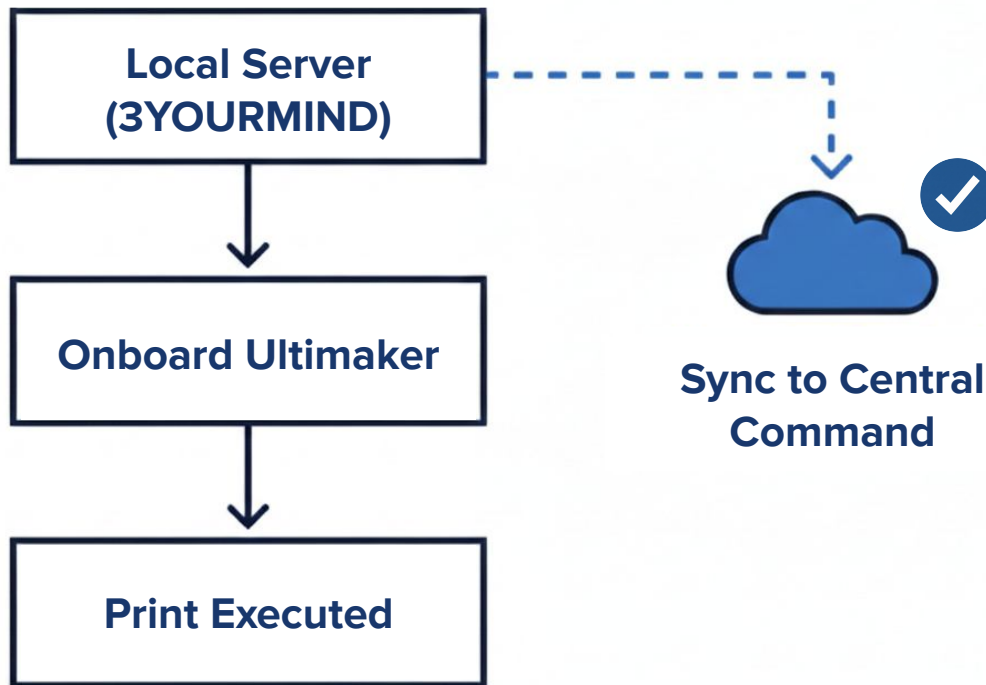 Local Server
(3YOURMIND)
Onboard Ultimaker
Sync to Central
Command
Print Executed